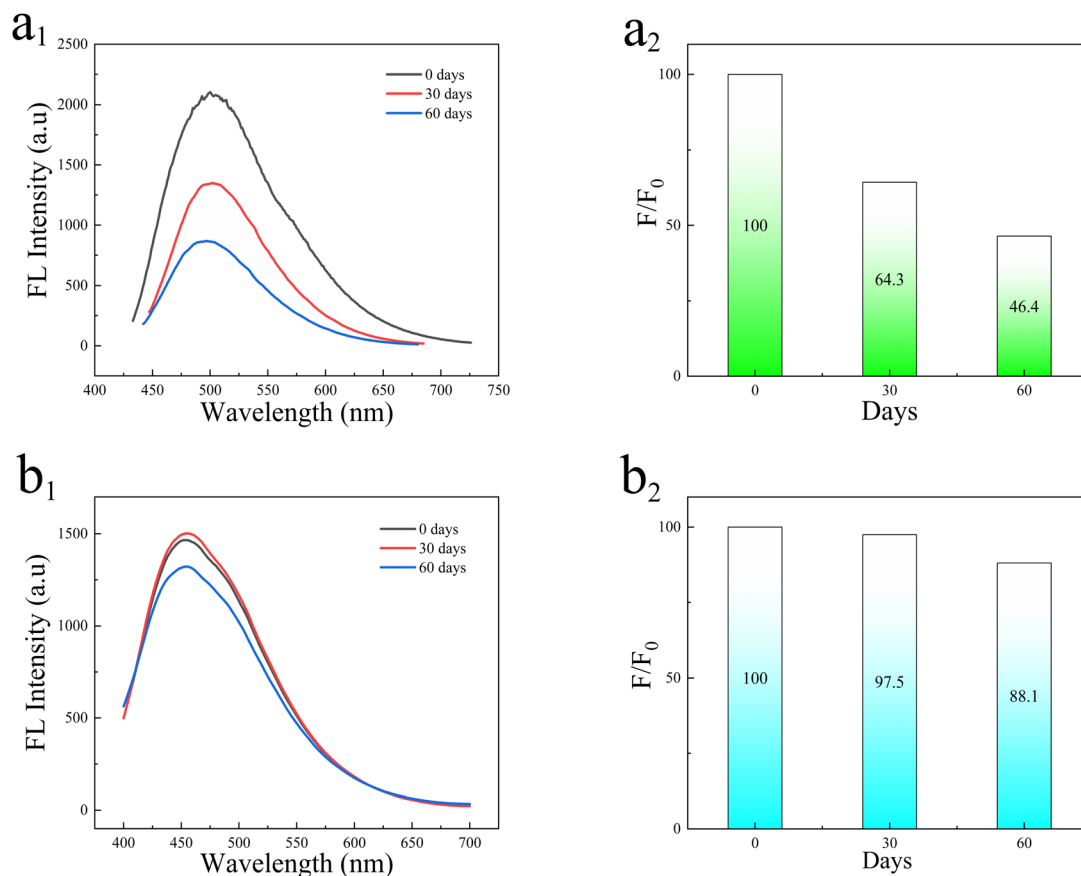 a1
FL Intensity (a.u)
2500
2000
1500
1000
500
0
0 days
30 days
60 days
400 450 500 550 600 650 700 750
Wavelength (nm)
a2
F/F0
100
50
0
100
64.3
46.4
0 30 60
Days
b1
FL Intensity (a.u)
1500
1000
500
0
0 days
30 days
60 days
400 450 500 550 600 650 700
Wavelength (nm)
b2
F/F0
100
50
0
100
97.5
88.1
0 30 60
Days